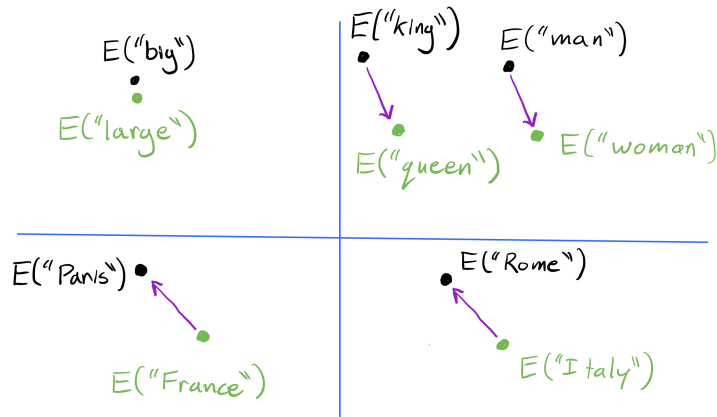 E("big")
E("large")
E("king")
E("man")
E("queen")
E("woman")
E("Paris")
E("France")
E("Rome")
E("Italy")